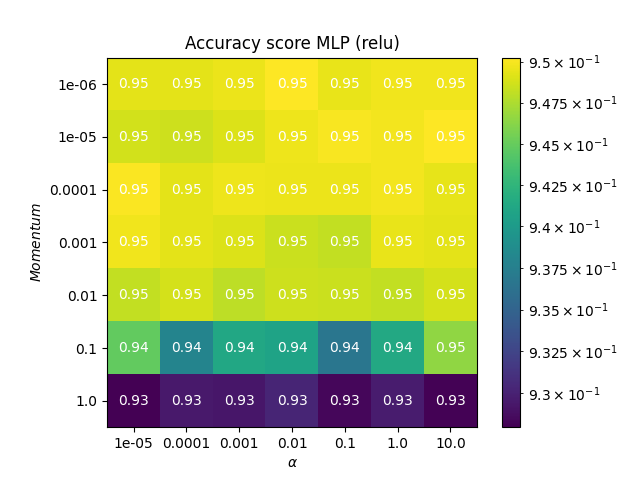 Accuracy score MLP (relu)
1e-06 0.95 0.95 0.95 0.95 0.95 0.95 0.95
1e-05 0.95 0.95 0.95 0.95 0.95 0.95 0.95
0.0001 0.95 0.95 0.95 0.95 0.95 0.95 0.95
0.001 0.95 0.95 0.95 0.95 0.95 0.95 0.95
0.01 0.95 0.95 0.95 0.95 0.95 0.95 0.95
0.1 0.94 0.94 0.94 0.94 0.94 0.94 0.95
1.0 0.93 0.93 0.93 0.93 0.93 0.93 0.93
1e-05 0.0001 0.001 0.01 0.1 1.0 10.0
α
Momentum
9.5 × 10⁻¹
9.475 × 10⁻¹
9.45 × 10⁻¹
9.425 × 10⁻¹
9.4 × 10⁻¹
9.375 × 10⁻¹
9.35 × 10⁻¹
9.325 × 10⁻¹
9.3 × 10⁻¹